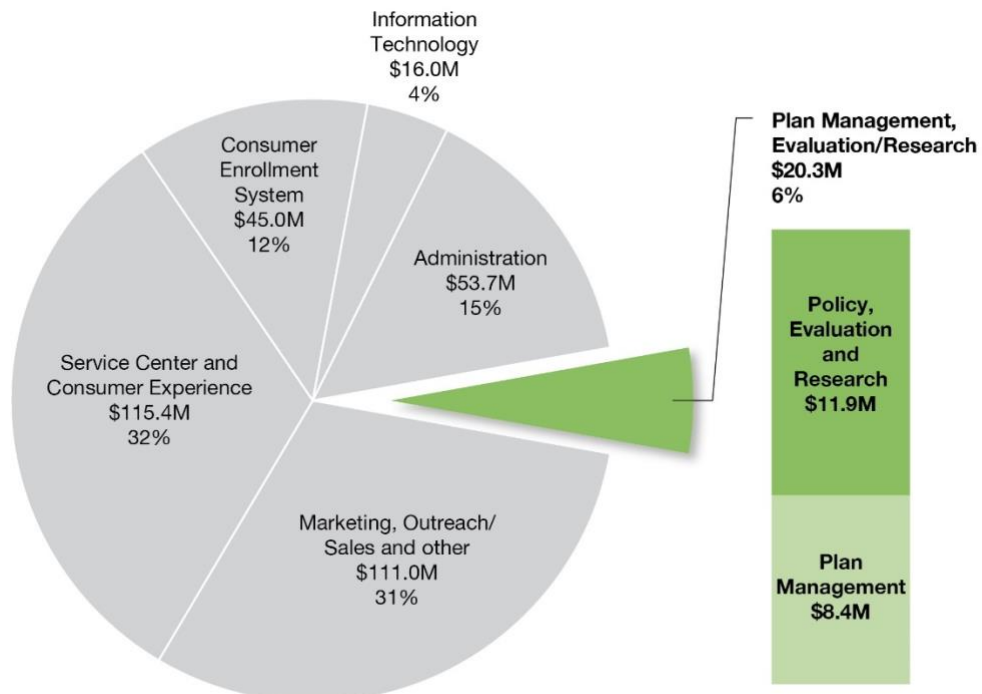 Information
Technology
$16.0M
4%
Consumer
Enrollment
System
$45.0M
12%
Administration
$53.7M
15%
Service Center and
Consumer Experience
$115.4M
32%
Marketing, Outreach/
Sales and other
$111.0M
31%
Plan Management,
Evaluation/Research
$20.3M
6%
Policy,
Evaluation
and
Research
$11.9M
Plan
Management
$8.4M